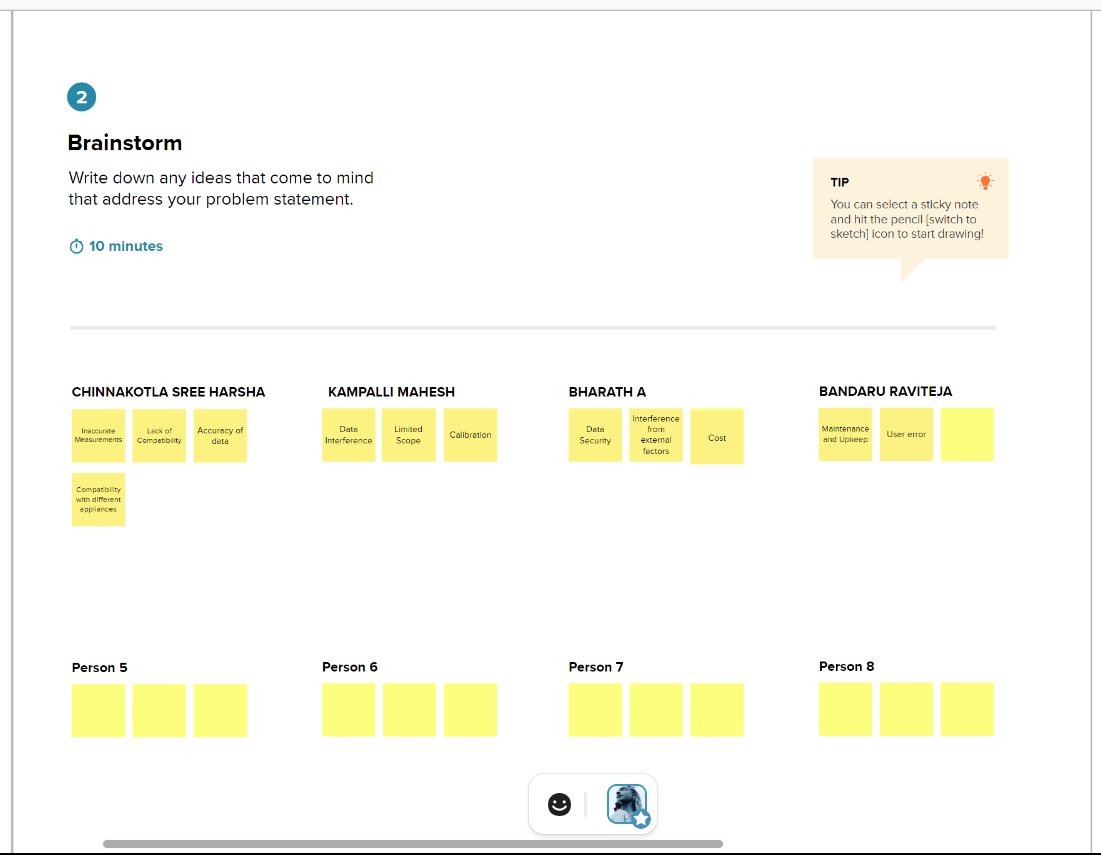 2
Brainstorm
Write down any ideas that come to mind
that address your problem statement.
10 minutes
TIP
You can select a sticky note
and hit the pencil [switch to
sketch] icon to start drawing!
CHINNAKOTLA SREE HARSHA
Inaccurate
Measurements
Lack of
Compatibility
Accuracy of
data
Compatibility
with different
appliances
KAMPALLI MAHESH
Data
Interference
Limited
Scope
Calibration
BHARATH A
Data
Security
Interference
from
external
factors
Cost
BANDARU RAVITEJA
Maintenance
and Upkeep
User error
Person 5
Person 6
Person 7
Person 8